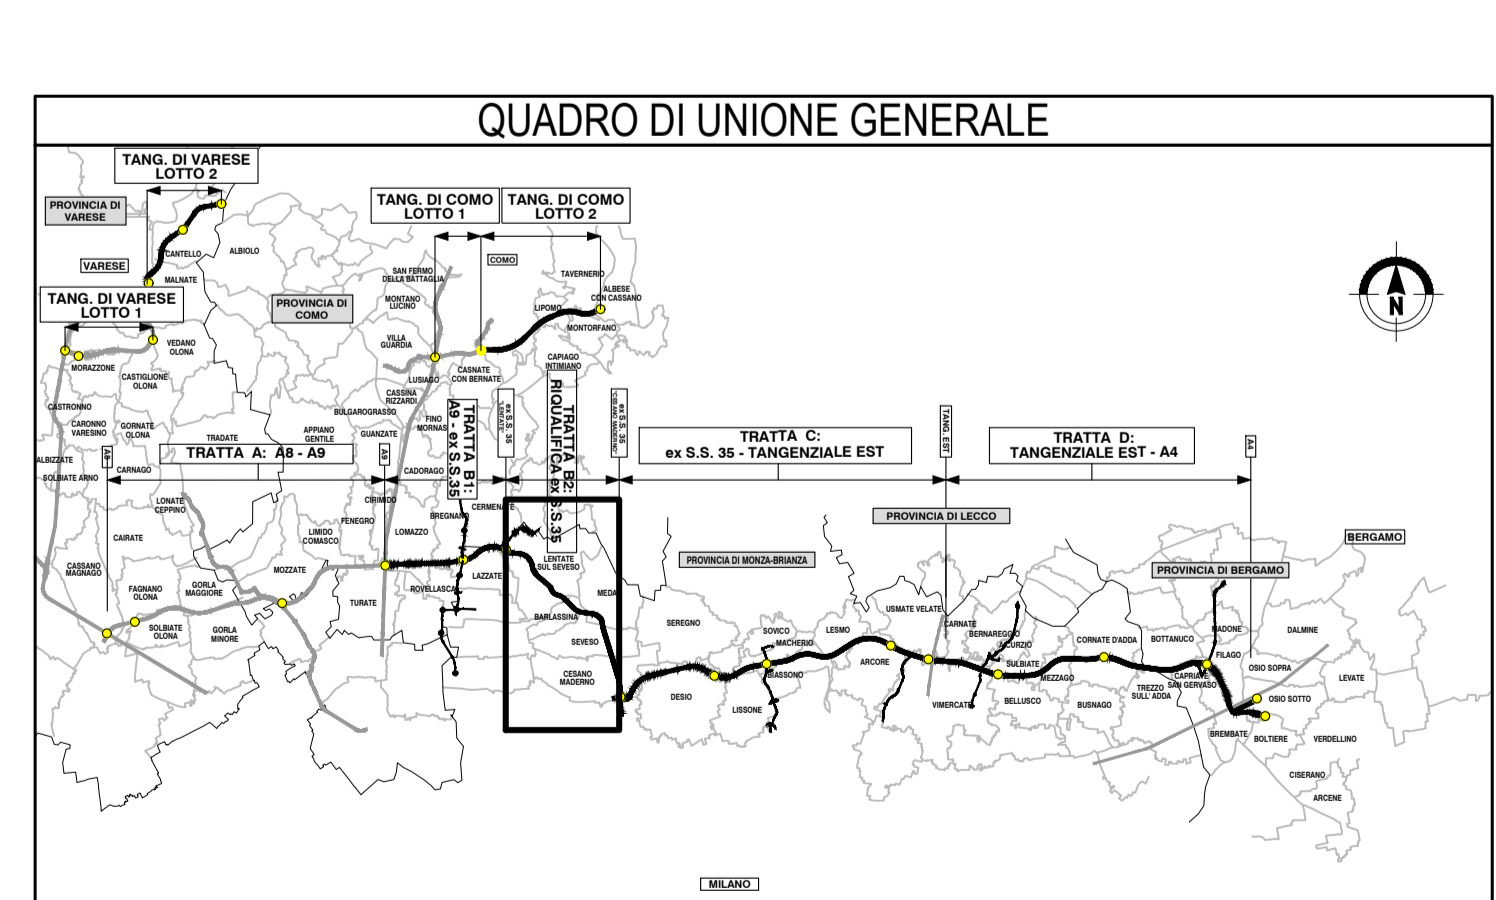 QUADRO DI UNIONE GENERALE
TANG. DI VARESE
LOTTO 2
PROVINCIA DI
VARESE
TANG. DI COMO
LOTTO 1
TANG. DI COMO
LOTTO 2
CANTELLO
ALBIOLO
VARESE
MALNATE
COMO
SAN FERMO
DELLA BATTAGLIA
TAVERNERIO
ALBESE
CON CASSANO
TANG. DI VARESE
LOTTO 1
PROVINCIA DI
COMO
MONTANO
LUCINO
LIPOMO
MONTORFANO
VILLA
GUARDIA
VEDANO
OLONA
MORAZZONE
CASTIGLIONE
OLONA
CAPIAGO
INTIMIANO
CASNATE
CON BERNATE
LUSIAGO
CASSINA
RIZZARDI
BULGAROGRASSO
CASTRONNO
CARONNO
VARESINO
GORNATE
OLONA
TRADATE
APPIANO
GENTILE
GUANZATE
FINO
MORNAS
TRATTA B1:
A9 - ex S.S.35
ex S.S. 35
"LENTATE"
TRATTA B2:
RIQUALIFICA ex S.S.35
ex S.S. 35
"CESANO MADERNO"
TANG. EST
A4
A8
A9
TRATTA A: A8 - A9
TRATTA C:
ex S.S. 35 - TANGENZIALE EST
TRATTA D:
TANGENZIALE EST - A4
ALBIZZATE
SOLBIATE ARNO
CARNAGO
CADORAGO
LONATE
CEPPINO
CIRIMIDO
FENEGRO
LIMIDO
COMASCO
LOMAZZO
BREGNANO
CERMENATE
CAIRATE
CASSANO
MAGNAGO
FAGNANO
OLONA
GORLA
MAGGIORE
MOZZATE
SOLBIATE
OLONA
GORLA
MINORE
TURATE
ROVELLASCA
LAZZATE
LENTATE
SUL SEVESO
MEDA
BARLASSINA
SEVESO
CESANO
MADERNO
PROVINCIA DI MONZA-BRIANZA
PROVINCIA DI LECCO
BERGAMO
PROVINCIA DI BERGAMO
SEREGNO
DESIO
LISSONE
SOVICO
MACHERIO
BIASSONO
LESMO
ARCORE
USMATE VELATE
CARNATE
BERNAREGGIO
SULBIATE
MEZZAGO
VIMERCATE
BELLUSCO
CORNATE D'ADDA
BUSNAGO
BOTTANUCO
TREZZO
SULL' ADDA
MADONE
FILAGO
CAPRIATE
SAN GERVASO
DALMINE
OSIO SOPRA
LEVATE
OSIO SOTTO
BREMBATE
BOLTIERE
VERDELLINO
CISERANO
ARCENE
N
MILANO